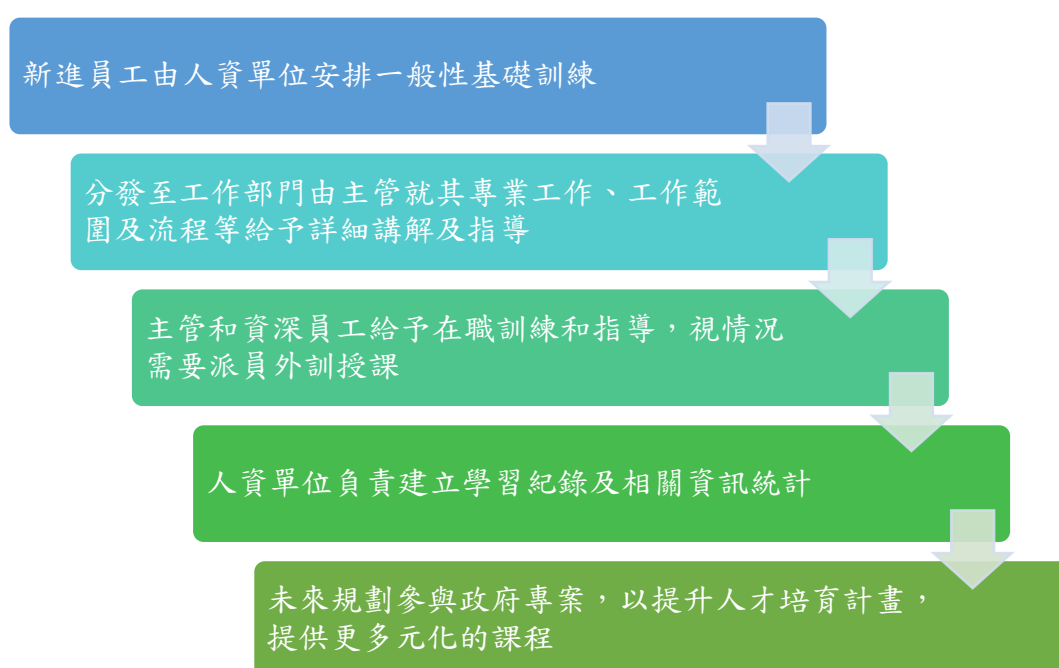 新進員工由人資單位安排一般性基礎訓練
分發至工作部門由主管就其專業工作、工作範
圍及流程等給予詳細講解及指導
主管和資深員工給予在職訓練和指導，視情況
需要派員外訓授課
人資單位負責建立學習紀錄及相關資訊統計
未來規劃參與政府專案，以提升人才培育計畫，
提供更多元化的課程